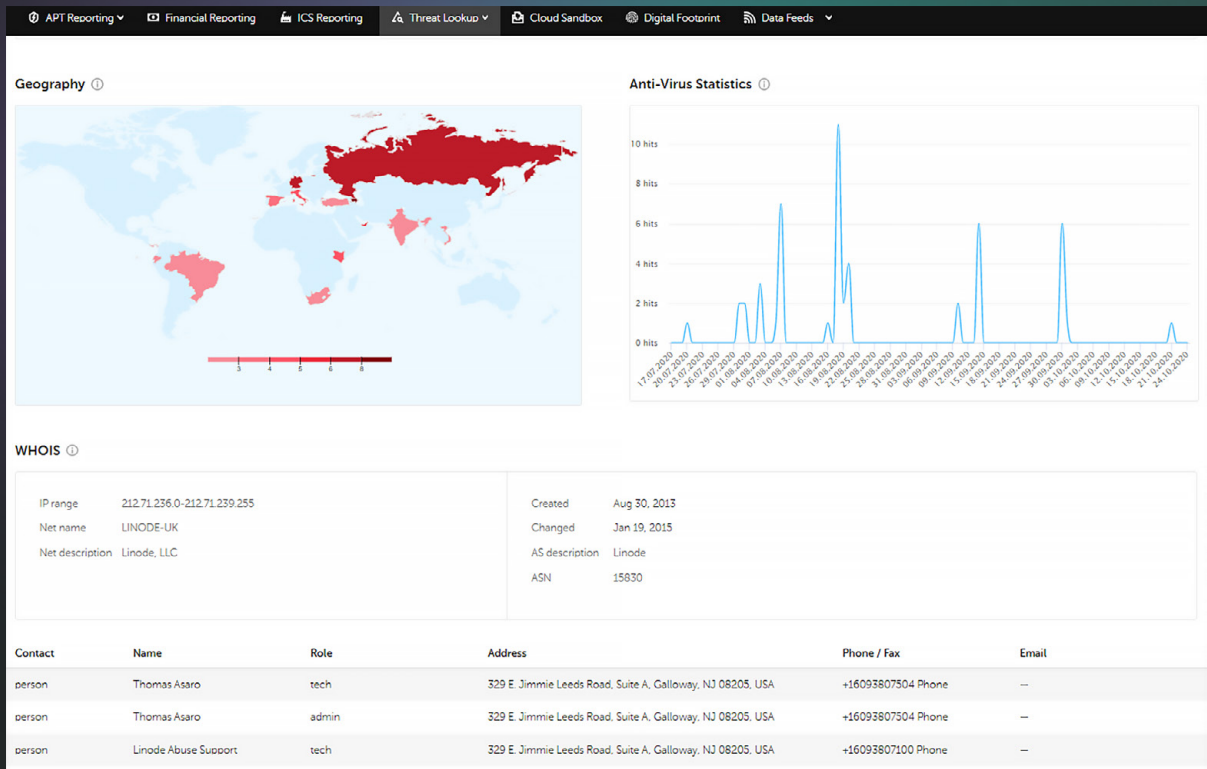 APT Reporting Financial Reporting ICS Reporting Threat Lookup Cloud Sandbox Digital Footprint Data Feeds
Geography
3 4 5 6 8
Anti-Virus Statistics
10 hits
8 hits
6 hits
4 hits
2 hits
0 hits
17.07.2020 20.07.2020 23.07.2020 26.07.2020 29.07.2020 01.08.2020 04.08.2020 07.08.2020 10.08.2020 13.08.2020 16.08.2020 19.08.2020 22.08.2020 25.08.2020 28.08.2020 31.08.2020 03.09.2020 06.09.2020 09.09.2020 12.09.2020 15.09.2020 18.09.2020 21.09.2020 24.09.2020 27.09.2020 30.09.2020 03.10.2020 06.10.2020 09.10.2020 12.10.2020 15.10.2020 18.10.2020 21.10.2020 24.10.2020
WHOIS
IP range 212.71.236.0-212.71.239.255
Net name LINODE-UK
Net description Linode, LLC
Created Aug 30, 2013
Changed Jan 19, 2015
AS description Linode
ASN 15830
Contact Name Role Address Phone / Fax Email
person Thomas Asaro tech 329 E. Jimmie Leeds Road, Suite A, Galloway, NJ 08205, USA +16093807504 Phone —
person Thomas Asaro admin 329 E. Jimmie Leeds Road, Suite A, Galloway, NJ 08205, USA +16093807504 Phone —
person Linode Abuse Support tech 329 E. Jimmie Leeds Road, Suite A, Galloway, NJ 08205, USA +16093807100 Phone —